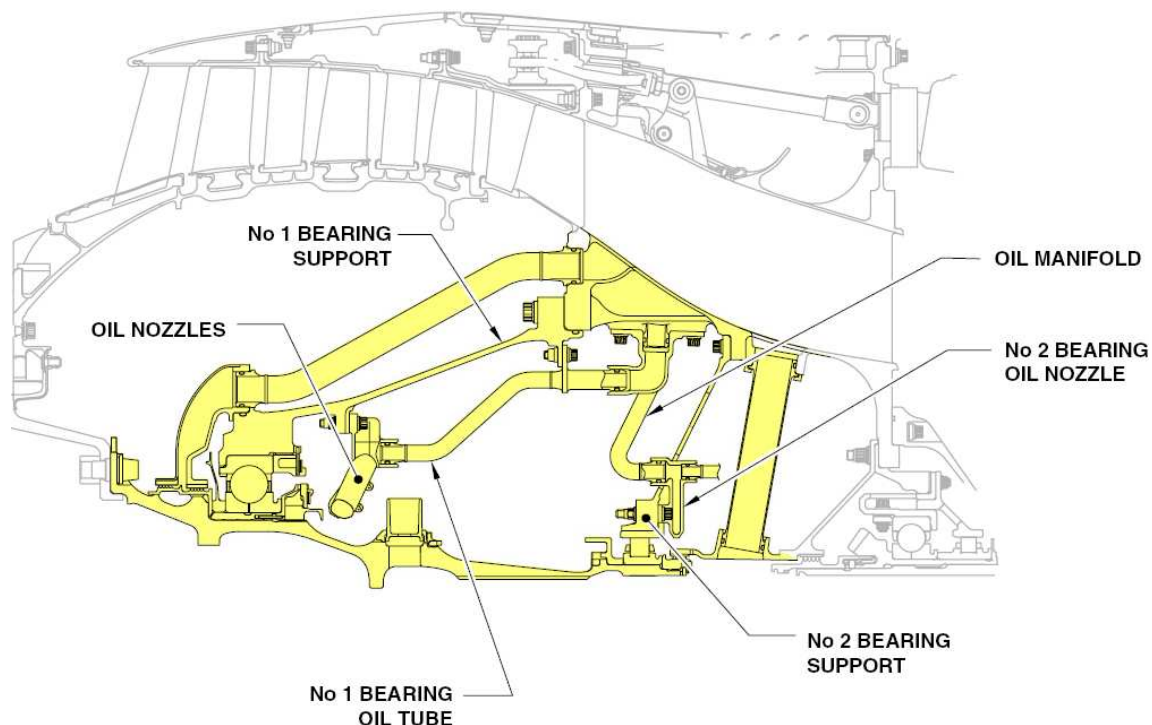 No 1 BEARING
SUPPORT
OIL MANIFOLD
OIL NOZZLES
No 2 BEARING
OIL NOZZLE
No 2 BEARING
SUPPORT
No 1 BEARING
OIL TUBE